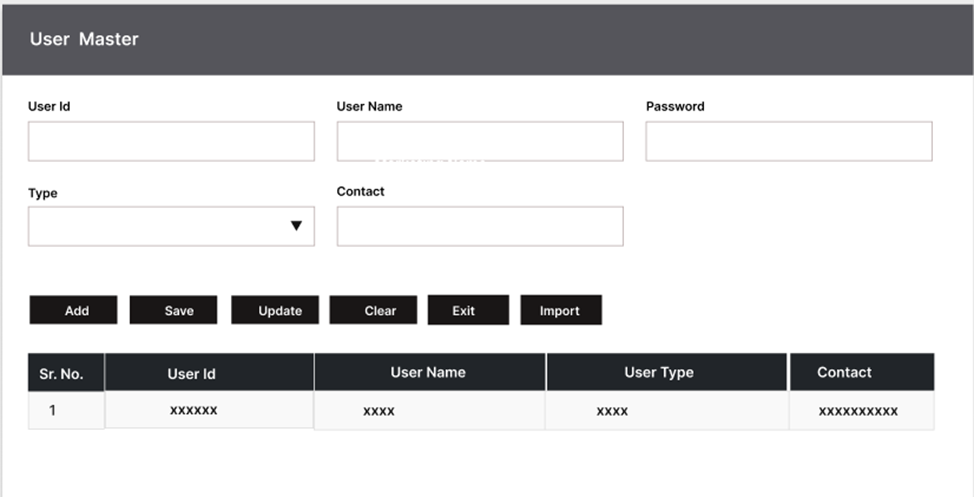 User Master
User Id User Name Password
Type Contact
Add Save Update Clear Exit Import
Sr. No. User Id User Name User Type Contact
1 xxxxxx xxxx xxxx xxxxxxxxxx